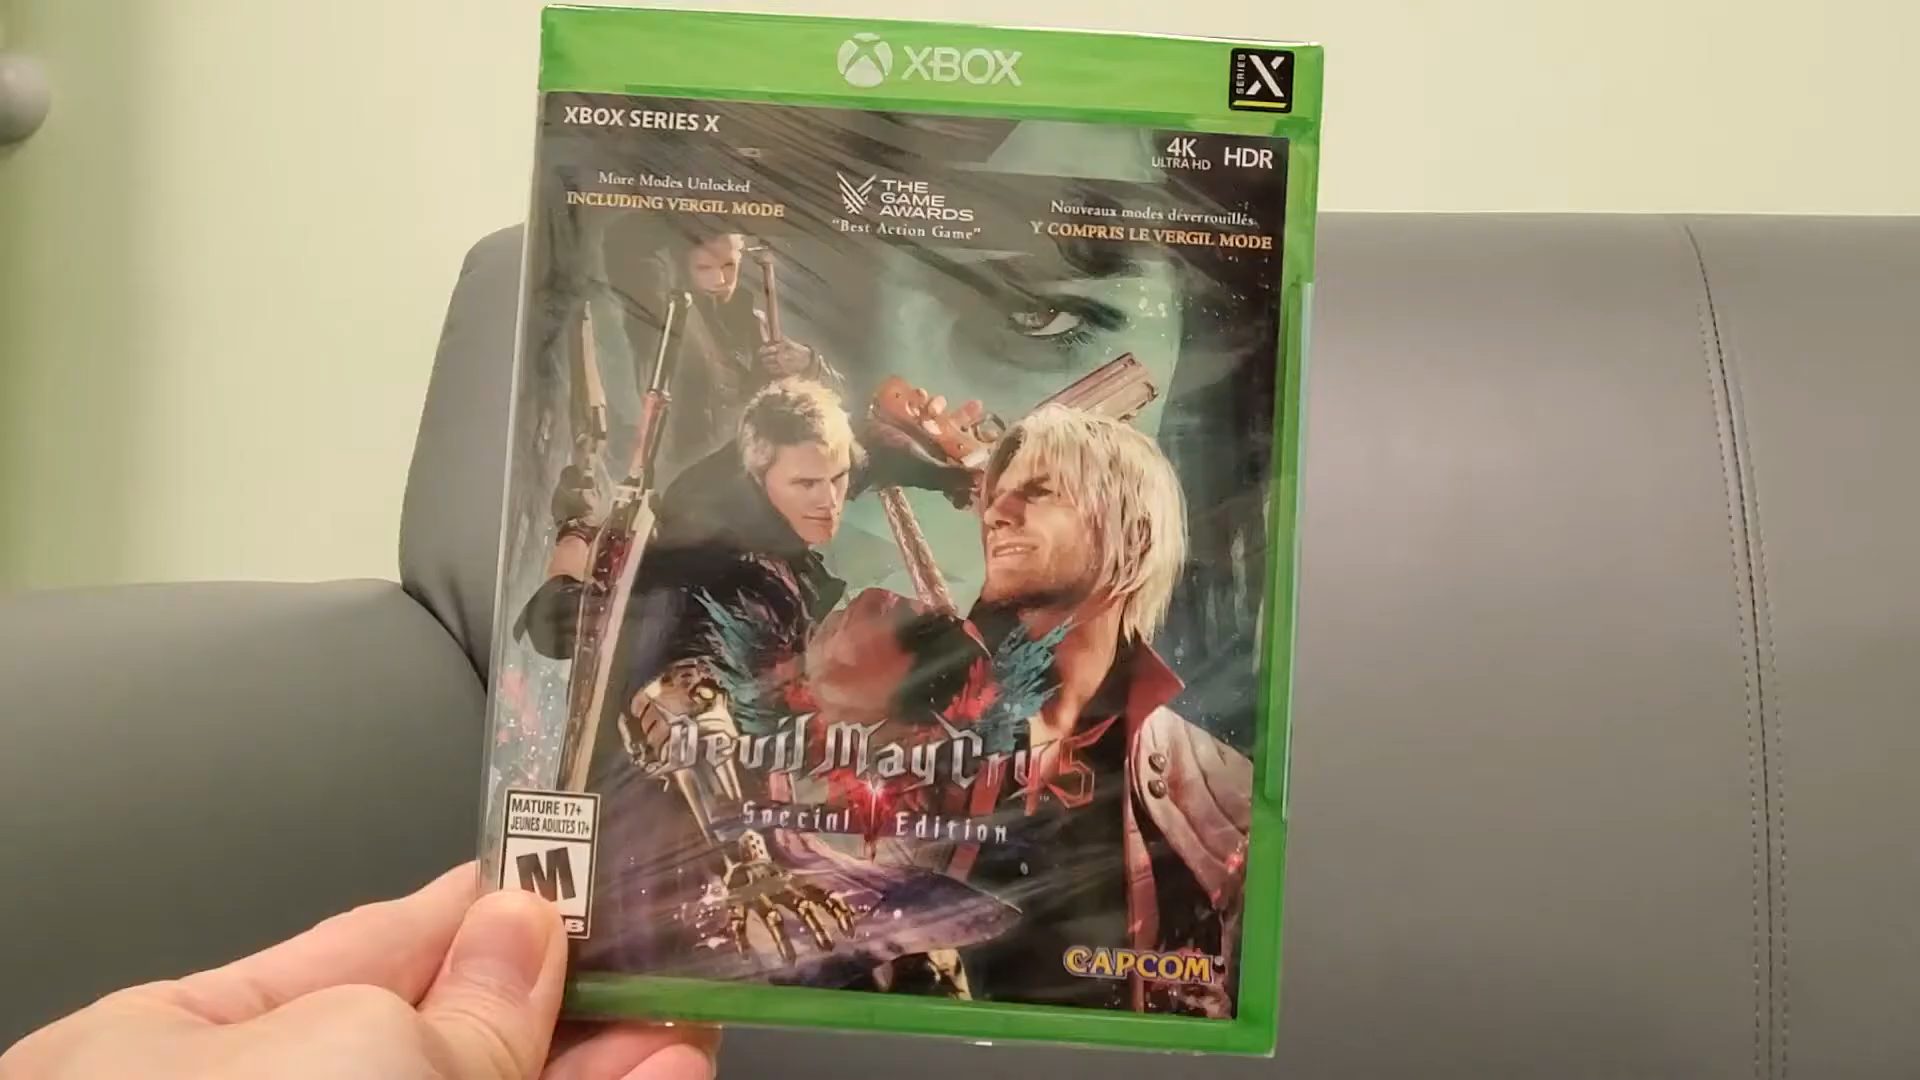 XBOX
SERIES X
XBOX SERIES X
4K
ULTRA HD
HDR
More Modes Unlocked
INCLUDING VERGIL MODE
THE
GAME
AWARDS
"Best Action Game"
Nouveaux modes déverrouillés
Y COMPRIS LE VERGIL MODE
Devil May Cry 5
Special Edition
MATURE 17+
JEUNES ADULTES 17+
M
CAPCOM